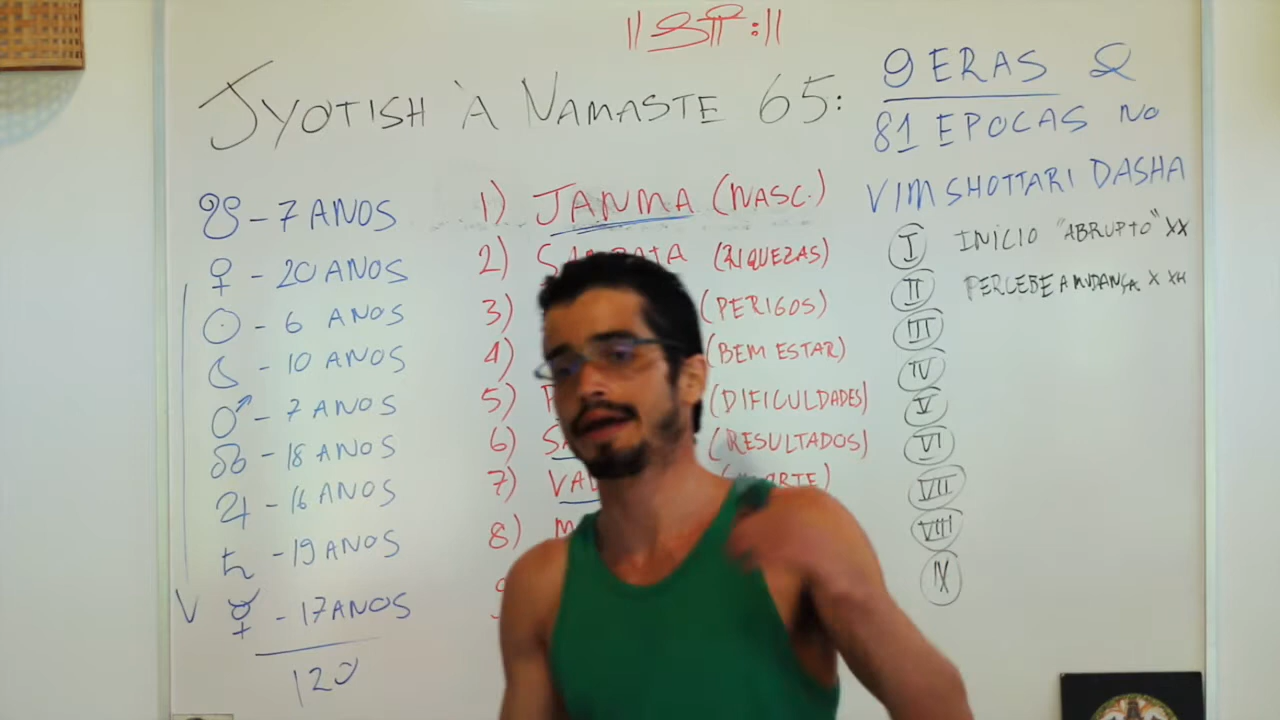 JYOTISH À NAMASTE 65:
9 ERAS &
81 EPOCAS NO
VIMSHOTTARI DASHA
☋ - 7 ANOS
♀ - 20 ANOS
☉ - 6 ANOS
☾ - 10 ANOS
♂ - 7 ANOS
☊ - 18 ANOS
♃ - 16 ANOS
♄ - 19 ANOS
☿ - 17 ANOS
120
1) JANMA (NASC.)
2) (RIQUEZAS)
3) (PERIGOS)
4) (BEM ESTAR)
5) (DIFICULDADES)
6) (RESULTADOS)
7)
8)
I INÍCIO "ABRUPTO" XX
II PERCEBE A MUDANÇA X
III
IV
V
VI
VII
VIII
IX